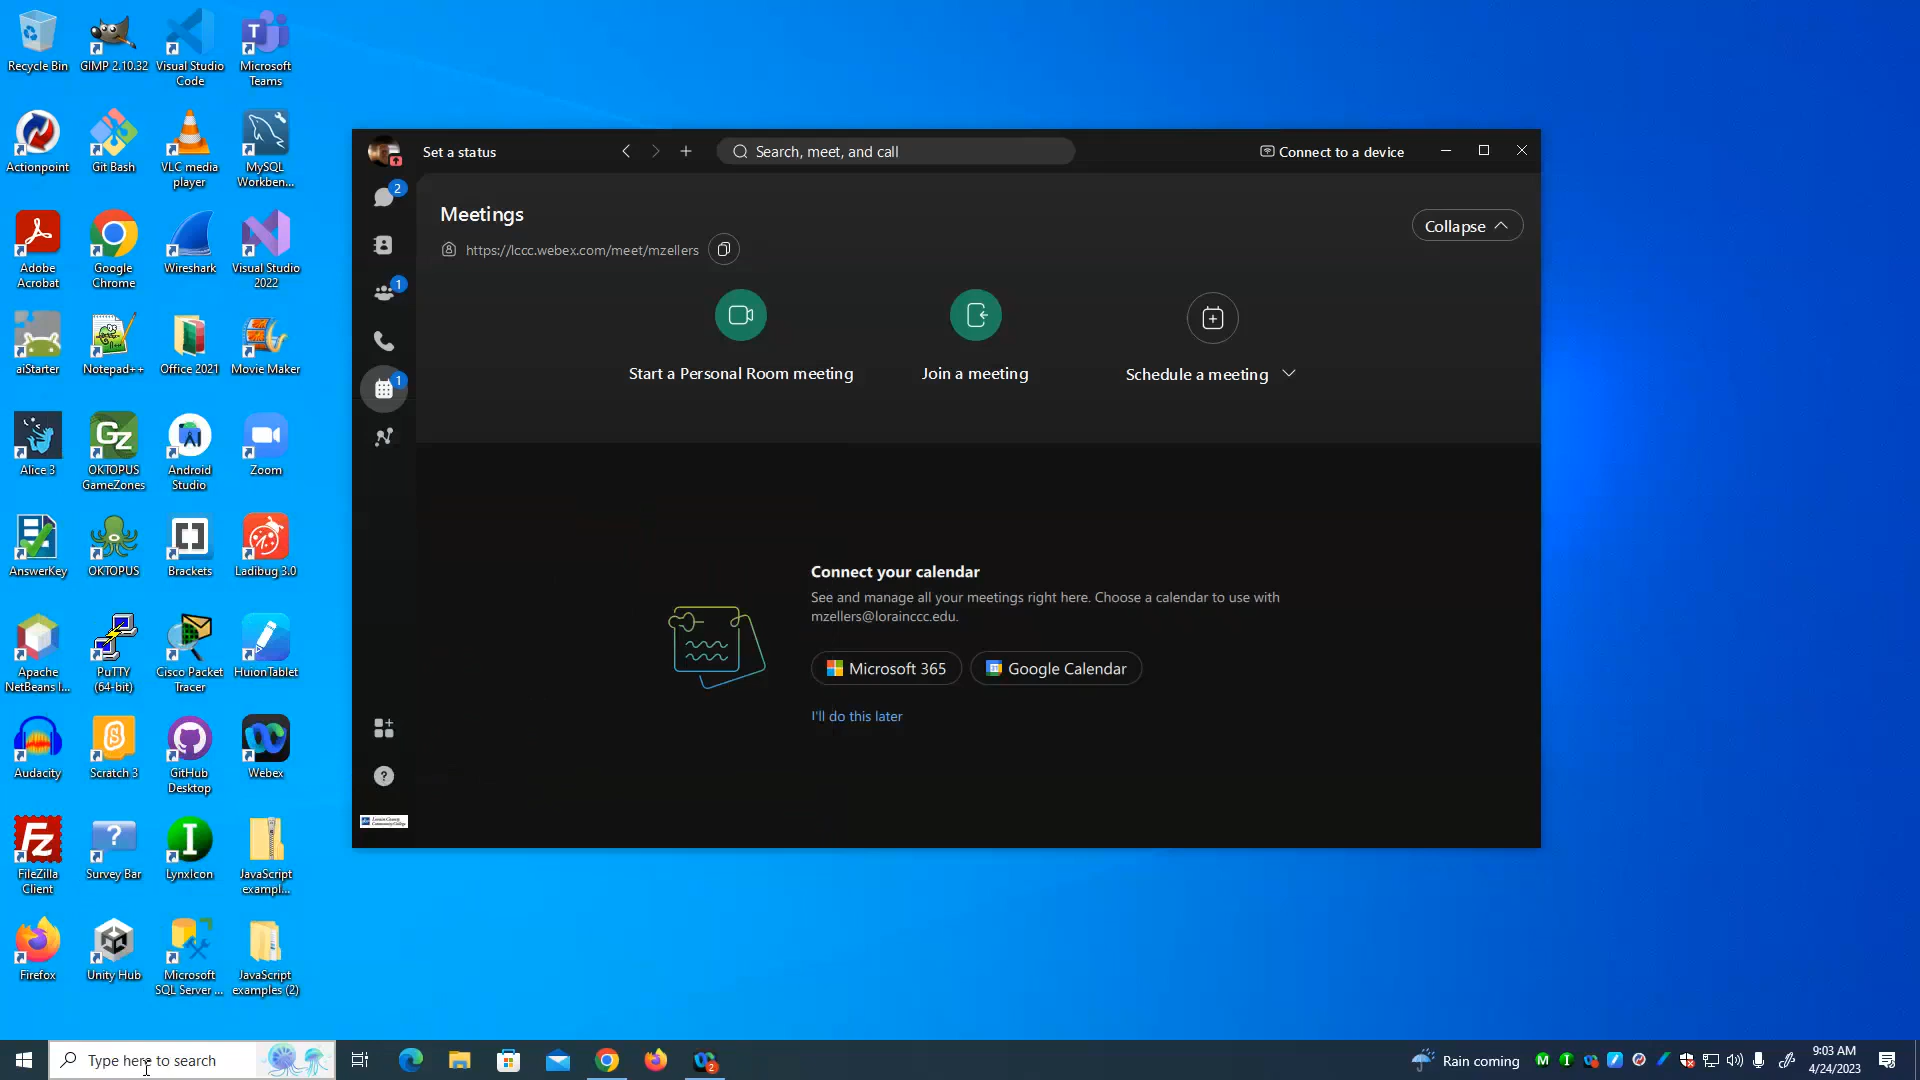 Recycle Bin
GIMP 2.10.32
Visual Studio
Code
Microsoft
Teams
Actionpoint
Git Bash
VLC media
player
MySQL
Workben...
Adobe
Acrobat
Google
Chrome
Wireshark
Visual Studio
2022
aiStarter
Notepad++
Office 2021
Movie Maker
Alice 3
OKTOPUS
GameZones
Android
Studio
Zoom
AnswerKey
OKTOPUS
Brackets
Ladibug 3.0
Apache
NetBeans I...
PuTTY
(64-bit)
Cisco Packet
Tracer
HuionTablet
Audacity
Scratch 3
GitHub
Desktop
Webex
FileZilla
Client
Survey Bar
LynxIcon
JavaScript
exampl...
Firefox
Unity Hub
Microsoft
SQL Server ...
JavaScript
examples (2)
Set a status
Search, meet, and call
Connect to a device
2
1
1
Meetings
https://lccc.webex.com/meet/mzellers
Collapse
Start a Personal Room meeting
Join a meeting
Schedule a meeting
Connect your calendar
See and manage all your meetings right here. Choose a calendar to use with
mzellers@lorainccc.edu.
Microsoft 365
Google Calendar
I'll do this later
Type here to search
2
Rain coming
9:03 AM
4/24/2023